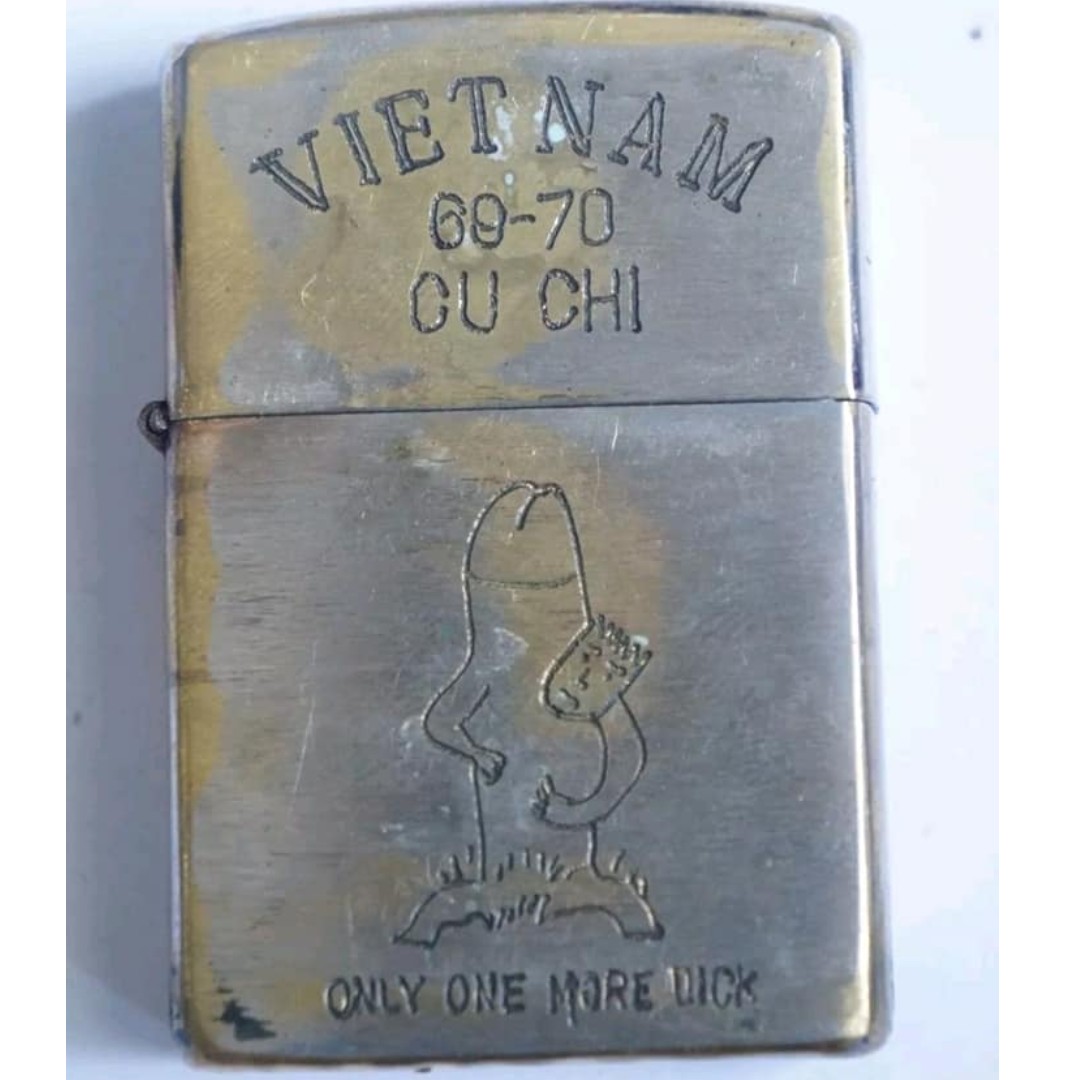 VIETNAM
69-70
CU CHI
ONLY ONE MORE DICK